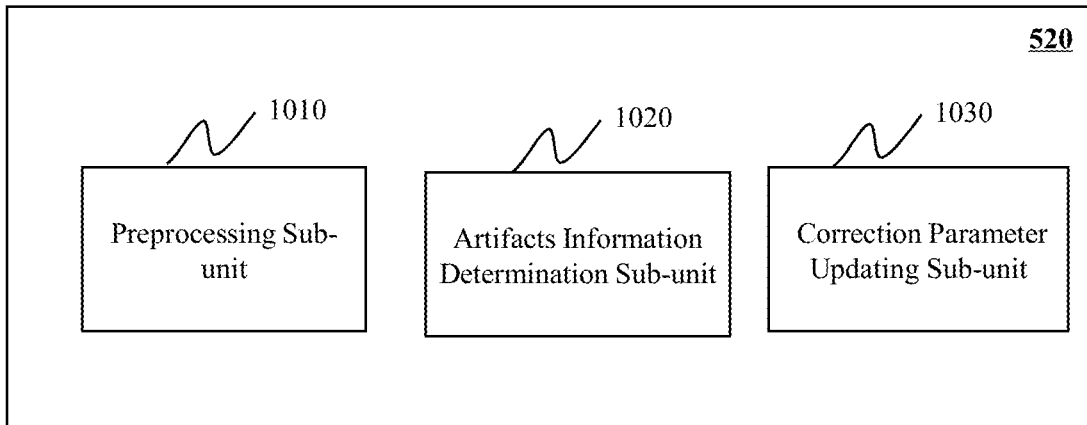 520
1010
1020
1030
Preprocessing Sub-
unit
Artifacts Information
Determination Sub-unit
Correction Parameter
Updating Sub-unit